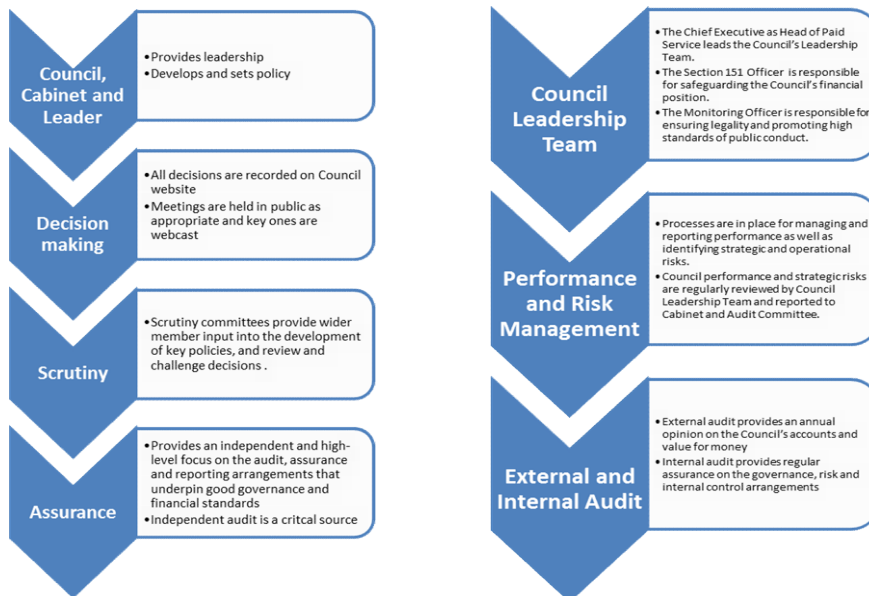 Council,
Cabinet and
Leader
•Provides leadership
•Develops and sets policy
Decision
making
•All decisions are recorded on Council
website
•Meetings are held in public as
appropriate and key ones are
webcast
Scrutiny
•Scrutiny committees provide wider
member input into the development
of key policies, and review and
challenge decisions .
Assurance
•Provides an independent and high-
level focus on the audit, assurance
and reporting arrangements that
underpin good governance and
financial standards
•Independent audit is a critcal source
Council
Leadership
Team
•The Chief Executive as Head of Paid
Service leads the Council's Leadership
Team.
•The Section 151 Officer is responsible
for safeguarding the Council's financial
position.
•The Monitoring Officer is responsible for
ensuring legality and promoting high
standards of public conduct.
Performance
and Risk
Management
•Processes are in place for managing and
reporting performance as well as
identifying strategic and operational
risks.
•Council performance and strategic risks
are regularly reviewed by Council
Leadership Team and reported to
Cabinet and Audit Committee.
External and
Internal Audit
•External audit provides an annual
opinion on the Council's accounts and
value for money
•Internal audit provides regular
assurance on the governance, risk and
internal control arrangements